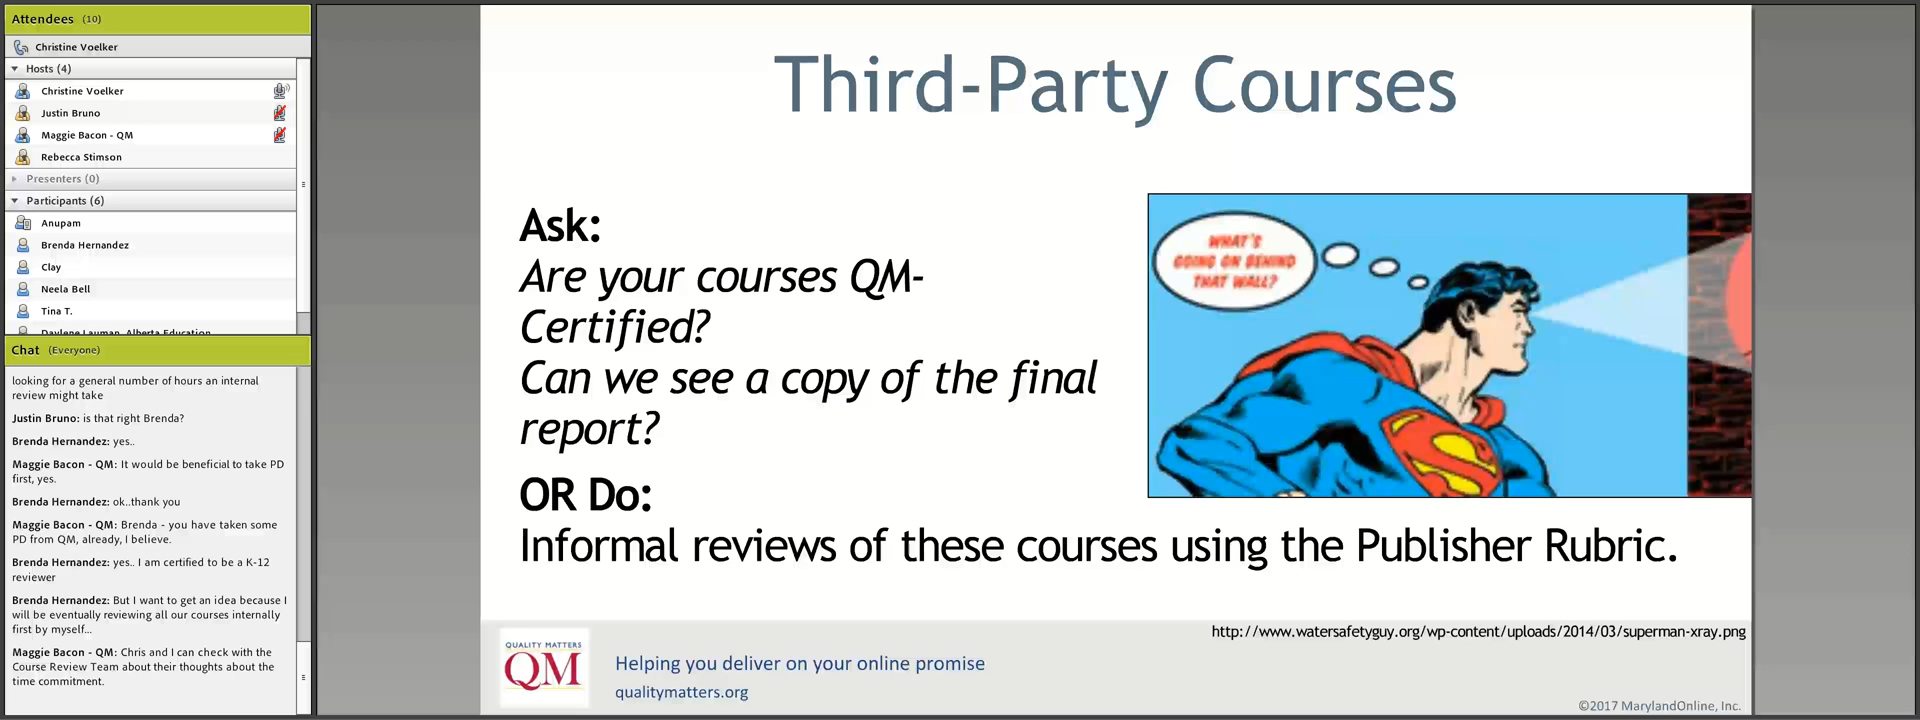 Attendees (10)
Christine Voelker
Hosts (4)
Christine Voelker
Justin Bruno
Maggie Bacon - QM
Rebecca Stimson
Presenters (0)
Participants (6)
Anupam
Brenda Hernandez
Clay
Neela Bell
Tina T.
Daylene Lauman, Alberta Education
Chat (Everyone)
looking for a general number of hours an internal
review might take
Justin Bruno: is that right Brenda?
Brenda Hernandez: yes..
Maggie Bacon - QM: It would be beneficial to take PD
first, yes.
Brenda Hernandez: ok..thank you
Maggie Bacon - QM: Brenda - you have taken some
PD from QM, already, I believe.
Brenda Hernandez: yes.. I am certified to be a K-12
reviewer
Brenda Hernandez: But I want to get an idea because I
will be eventually reviewing all our courses internally
first by myself...
Maggie Bacon - QM: Chris and I can check with the
Course Review Team about their thoughts about the
time commitment.
Third-Party Courses
Ask:
Are your courses QM-
Certified?
Can we see a copy of the final
report?
OR Do:
Informal reviews of these courses using the Publisher Rubric.
WHAT'S
GOING ON BEHIND
THAT WALL?
S
http://www.watersafetyguy.org/wp-content/uploads/2014/03/superman-xray.png
QUALITY MATTERS
QM
Helping you deliver on your online promise
qualitymatters.org
©2017 MarylandOnline, Inc.